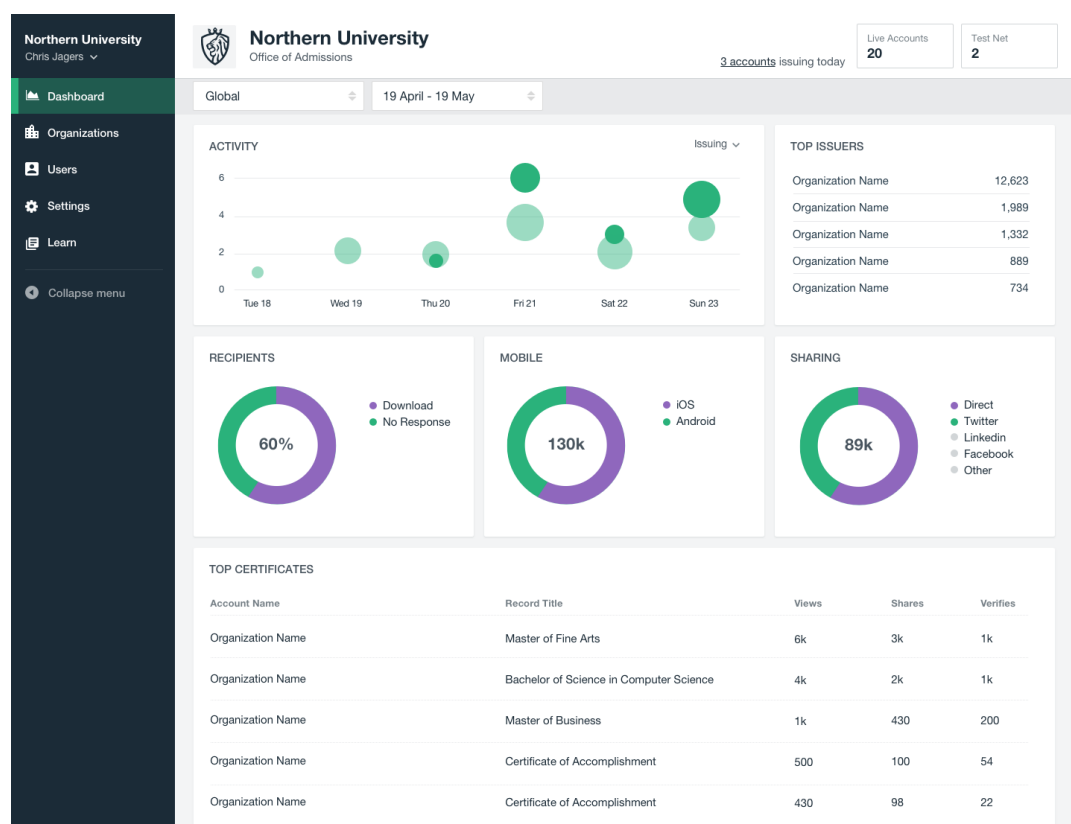 Northern University
Chris Jagers
Dashboard
Organizations
Users
Settings
Learn
Collapse menu
Northern University
Office of Admissions
3 accounts issuing today
Live Accounts
20
Test Net
2
Global
19 April - 19 May
ACTIVITY
Issuing
6
4
2
0
Tue 18 Wed 19 Thu 20 Fri 21 Sat 22 Sun 23
TOP ISSUERS
Organization Name 12,623
Organization Name 1,989
Organization Name 1,332
Organization Name 889
Organization Name 734
RECIPIENTS
60%
Download
No Response
MOBILE
130k
iOS
Android
SHARING
89k
Direct
Twitter
Linkedin
Facebook
Other
TOP CERTIFICATES
Account Name Record Title Views Shares Verifies
Organization Name Master of Fine Arts 6k 3k 1k
Organization Name Bachelor of Science in Computer Science 4k 2k 1k
Organization Name Master of Business 1k 430 200
Organization Name Certificate of Accomplishment 500 100 54
Organization Name Certificate of Accomplishment 430 98 22